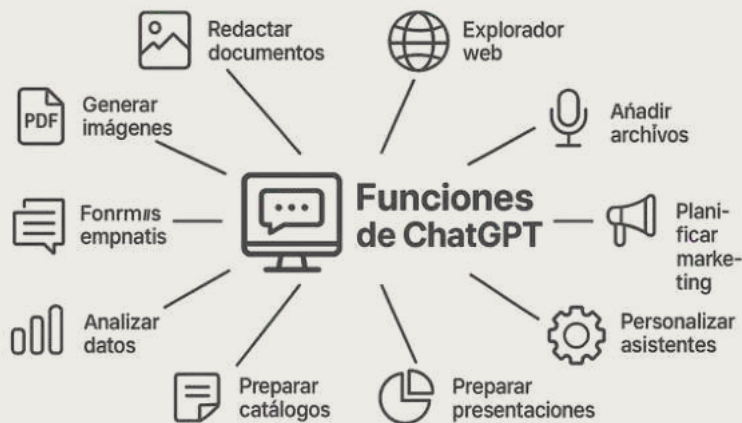 Redactar
documentos
Explorador
web
PDF
Generar
imágenes
Añadir
archivos
Funciones
de ChatGPT
Plani-
ficar
marke-
ting
Analizar
datos
Personalizar
asistentes
Preparar
catálogos
Preparar
presentaciones